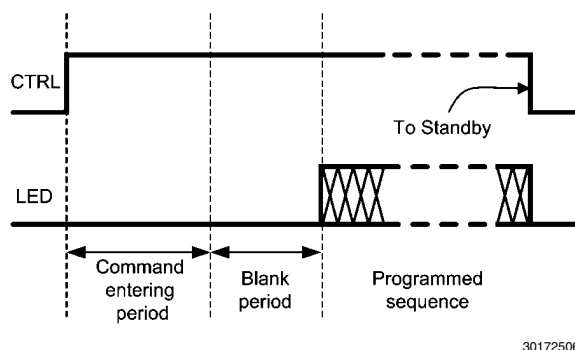 CTRL
To Standby
LED
Command
entering
period
Blank
period
Programmed
sequence
30172506